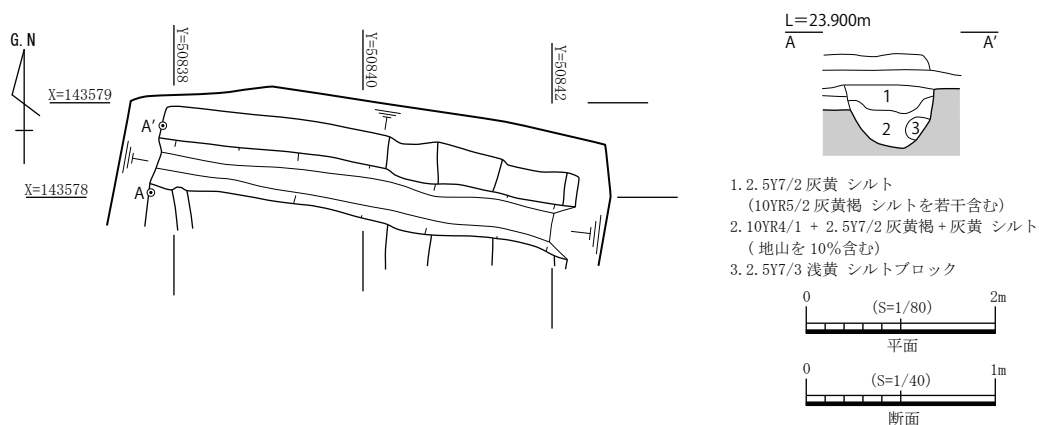 G.N
Y=50838
Y=50840
Y=50842
X=143579
X=143578
A'
A
L=23.900m
A
A'
1
2
3
1.2.5Y7/2 灰黄 シルト
(10YR5/2 灰黄褐 シルトを若干含む)
2.10YR4/1 + 2.5Y7/2 灰黄褐+灰黄 シルト
(地山を10%含む)
3.2.5Y7/3 浅黄 シルトブロック
0
(S=1/80)
2m
平面
0
(S=1/40)
1m
断面